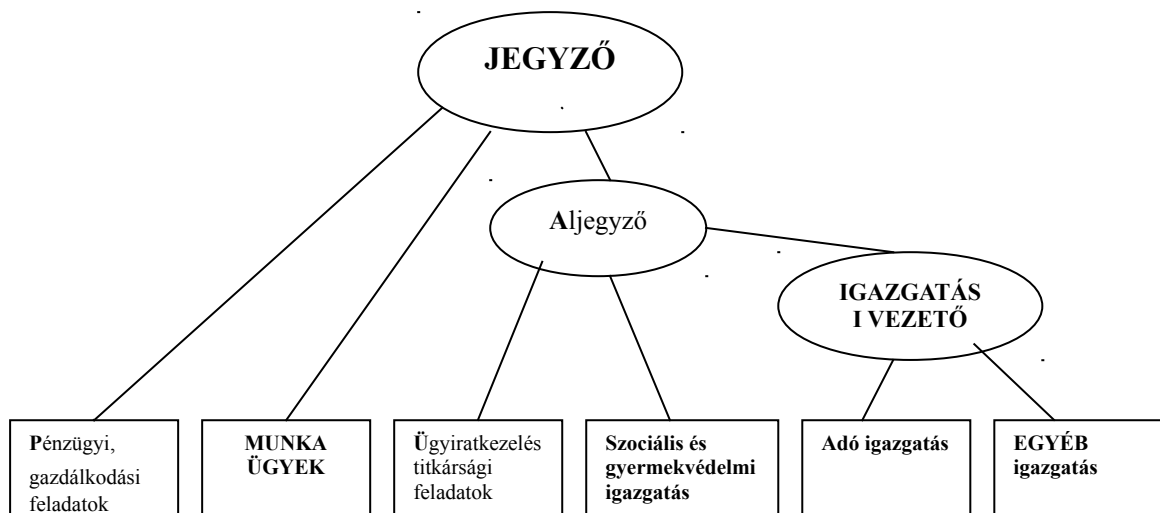 JEGYZŐ
Aljegyző
IGAZGATÁS
I VEZETŐ
Pénzügyi,
gazdálkodási
feladatok
MUNKA
ÜGYEK
Ügyiratkezelés
titkársági
feladatok
Szociális és
gyermekvédelmi
igazgatás
Adó igazgatás
EGYÉB
igazgatás